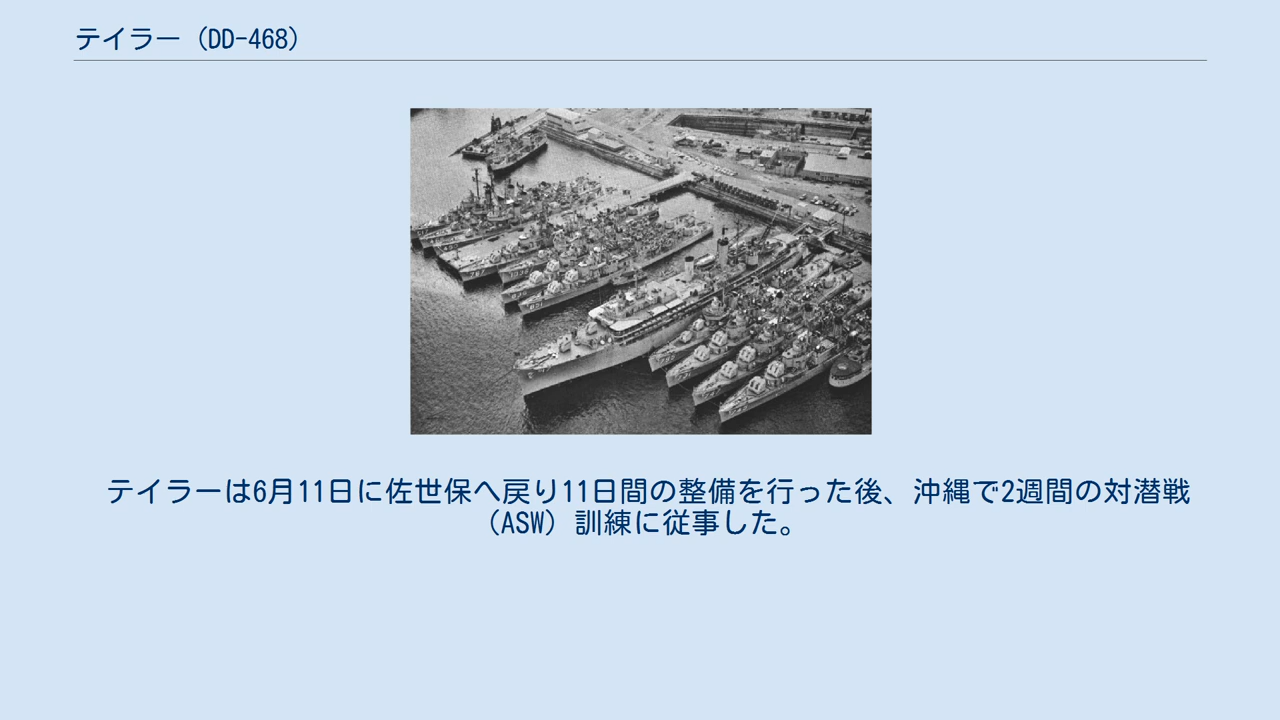 テイラー（DD-468）
テイラーは6月11日に佐世保へ戻り11日間の整備を行った後、沖縄で2週間の対潜戦
（ASW）訓練に従事した。